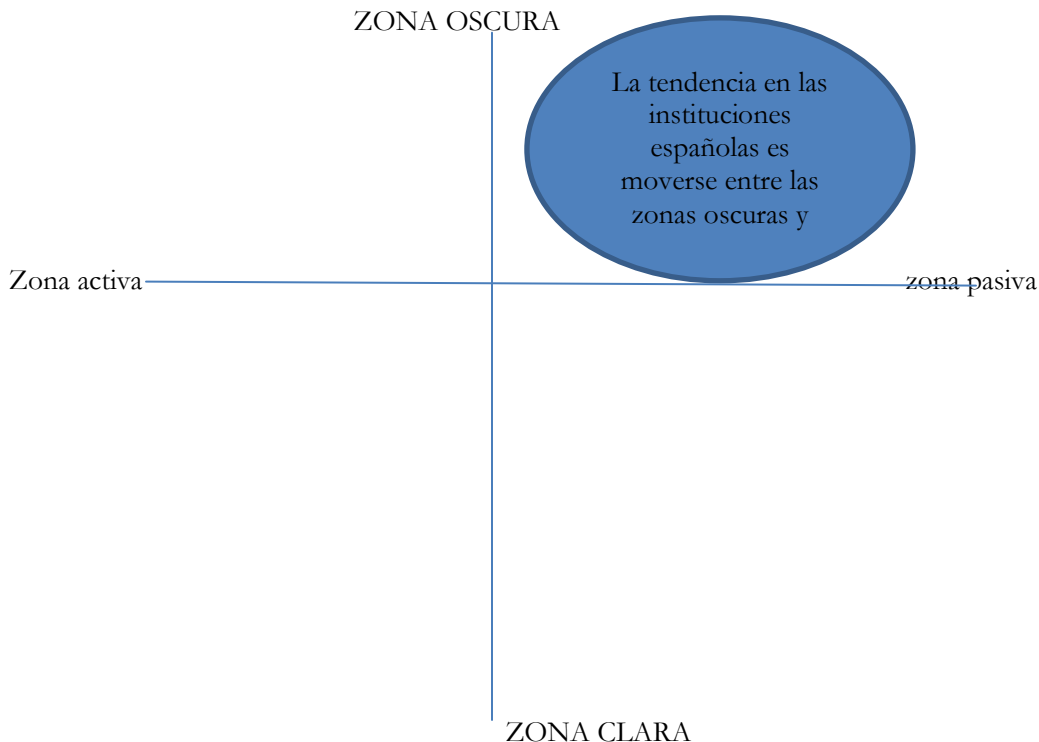 ZONA OSCURA
La tendencia en las
instituciones
españolas es
moverse entre las
zonas oscuras y
Zona activa
zona pasiva
ZONA CLARA